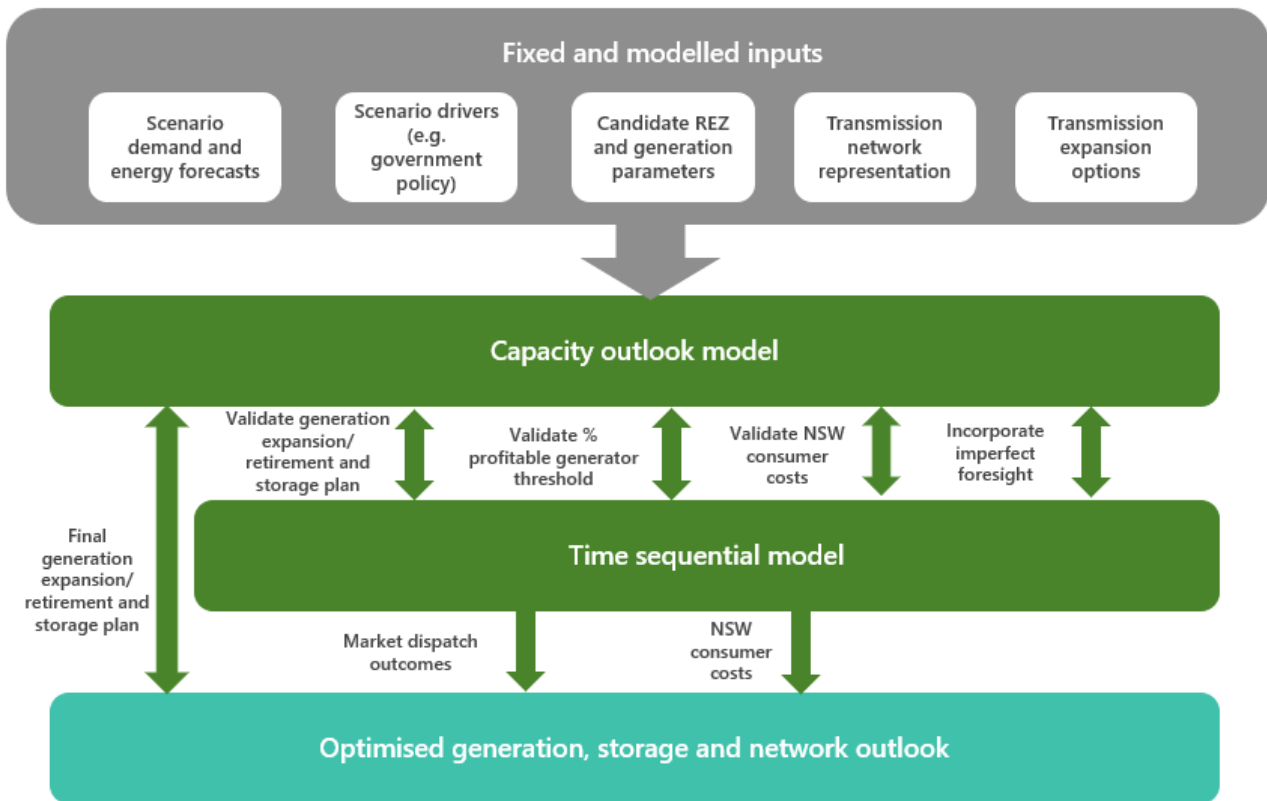 Fixed and modelled inputs
Scenario
demand and
energy forecasts
Scenario drivers
(e.g.
government
policy)
Candidate REZ
and generation
parameters
Transmission
network
representation
Transmission
expansion
options
Capacity outlook model
Validate generation
expansion/
retirement and
storage plan
Validate %
profitable generator
threshold
Validate NSW
consumer
costs
Incorporate
imperfect
foresight
Final
generation
expansion/
retirement and
storage plan
Time sequential model
Market dispatch
outcomes
NSW
consumer
costs
Optimised generation, storage and network outlook